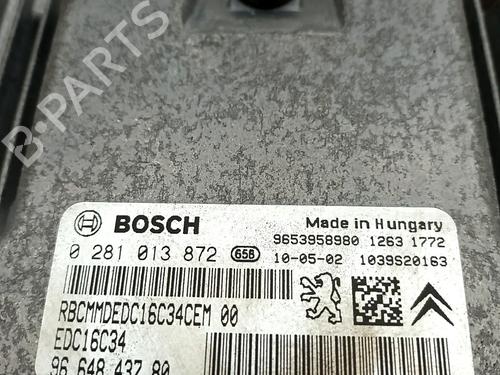 B-PARTS
BOSCH
Made in Hungary
0 281 013 872 656
9653958980 1263 1772
10-05-02 1039S20163
RBCMMDEDC16C34CEM 00
EDC16C34
96 648 437 80